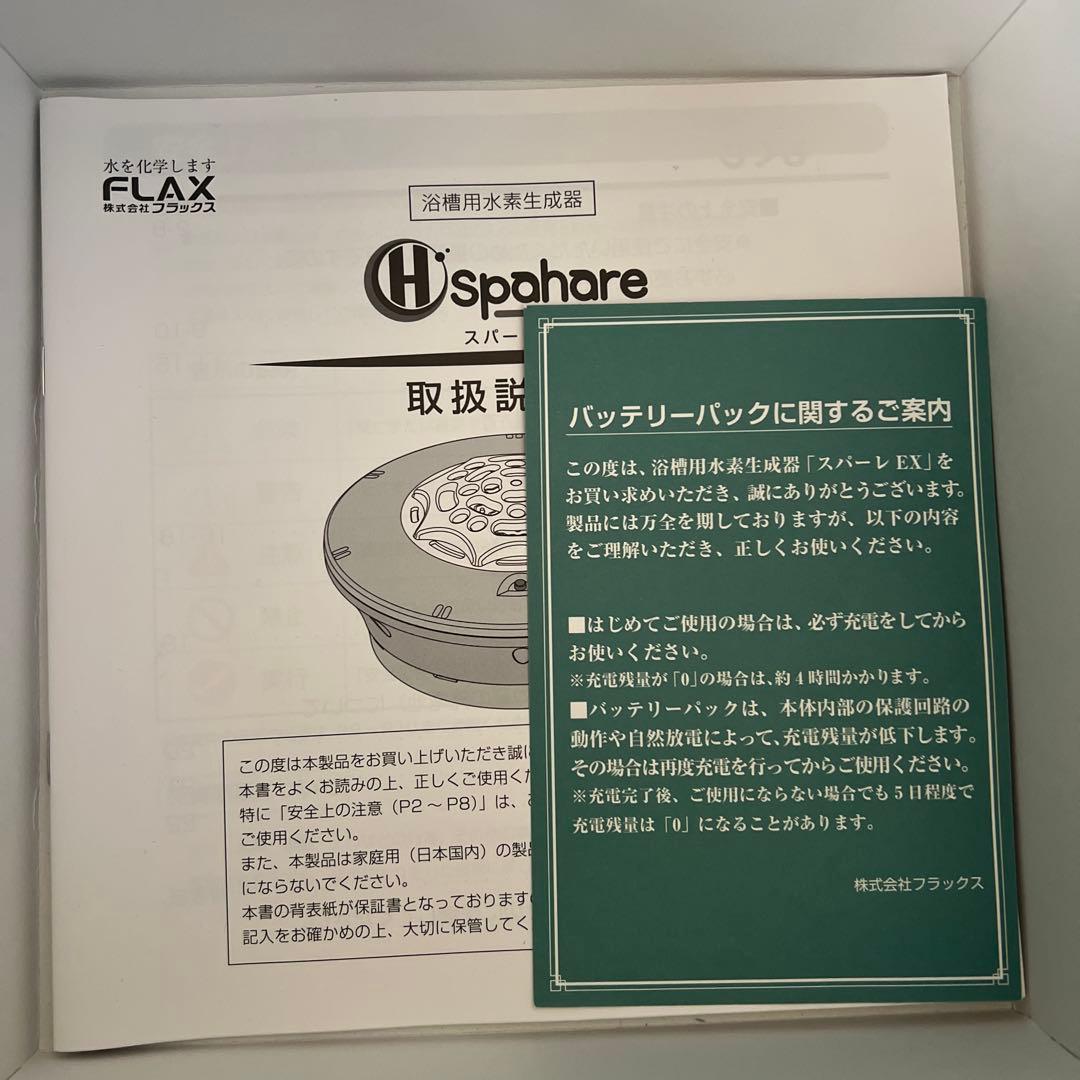 水を化学します
FLAX
株式会社フラックス
浴槽用水素生成器
H spahare
スパー
取扱説
この度は本製品をお買い上げいただき誠に
本書をよくお読みの上、正しくご使用くだ
特に「安全上の注意（P2～P8）」は、
ご使用ください。
また、本製品は家庭用（日本国内）の製品
にならないでください。
本書の背表紙が保証書となっておりますの
記入をお確かめの上、大切に保管してく
バッテリーパックに関するご案内
この度は、浴槽用水素生成器「スパーレ EX」を
お買い求めいただき、誠にありがとうございます。
製品には万全を期しておりますが、以下の内容
をご理解いただき、正しくお使いください。
■はじめてご使用の場合は、必ず充電をしてから
お使いください。
※充電残量が「0」の場合は、約4時間かかります。
■バッテリーパックは、本体内部の保護回路の
動作や自然放電によって、充電残量が低下します。
その場合は再度充電を行ってからご使用ください。
※充電完了後、ご使用にならない場合でも5日程度で
充電残量は「0」になることがあります。
株式会社フラックス